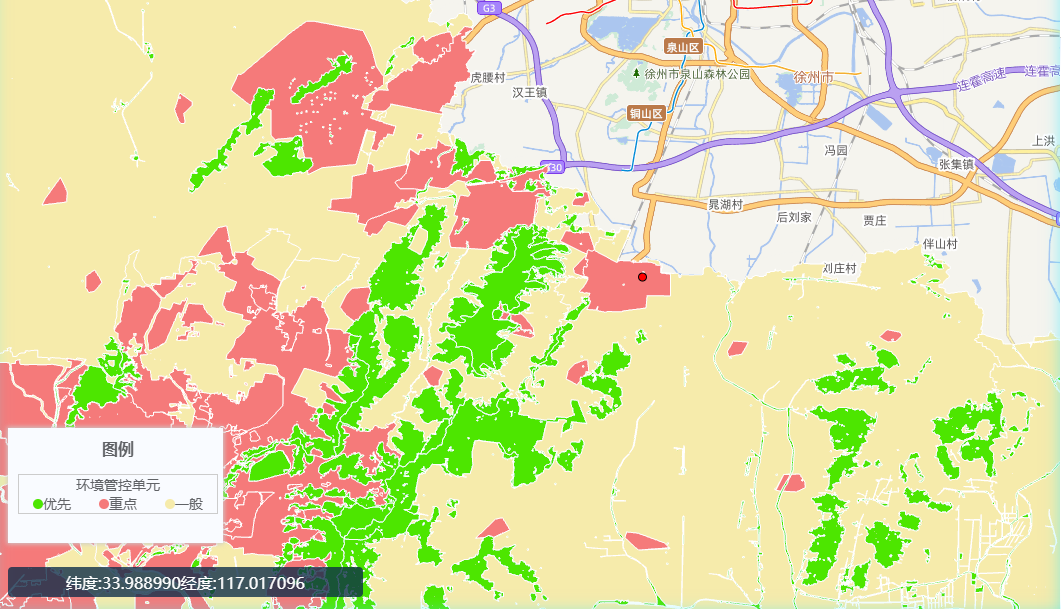 G3
泉山区
虎腰村
徐州市泉山森林公园
徐州市
连霍高速
连霍高
汉王镇
铜山区
上洪
冯园
张集镇
G30
晁湖村
后刘家
贾庄
伴山村
刘庄村
图例
环境管控单元
优先
重点
一般
纬度:33.988990经度:117.017096